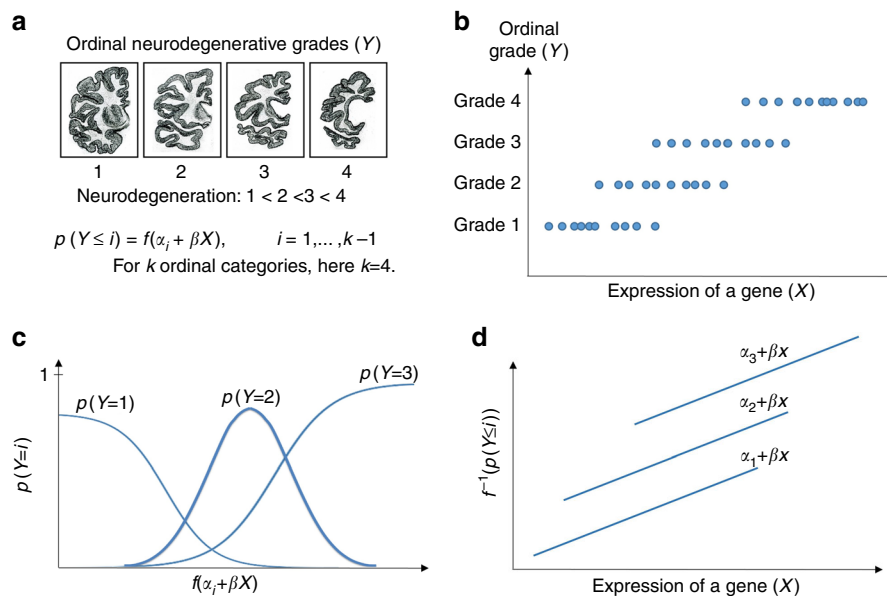 a
Ordinal neurodegenerative grades (Y)
1 2 3 4
Neurodegeneration: 1 < 2 <3 < 4
p (Y ≤ i) = f(αi + βX), i = 1,... ,k −1
For k ordinal categories, here k=4.
b
Ordinal
grade (Y)
Grade 4
Grade 3
Grade 2
Grade 1
Expression of a gene (X)
c
1
p (Y=1)
p (Y=2)
p (Y=3)
p (Y=i)
f(αi+βX)
d
α3+βx
α2+βx
α1+βx
f⁻¹(p (Y≤i))
Expression of a gene (X)